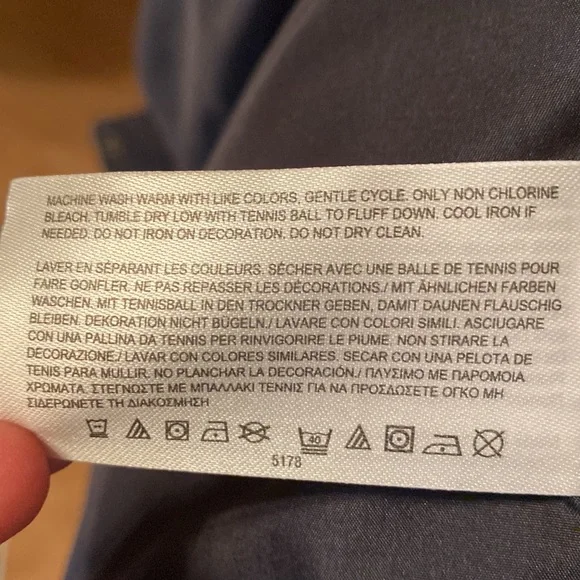 MACHINE WASH WARM WITH LIKE COLORS. GENTLE CYCLE. ONLY NON CHLORINE
BLEACH. TUMBLE DRY LOW WITH TENNIS BALL TO FLUFF DOWN. COOL IRON IF
NEEDED. DO NOT IRON ON DECORATION. DO NOT DRY CLEAN.
LAVER EN SÉPARANT LES COULEURS. SÉCHER AVEC UNE BALLE DE TENNIS POUR
FAIRE GONFLER. NE PAS REPASSER LES DÉCORATIONS./ MIT ÄHNLICHEN FARBEN
WASCHEN. MIT TENNISBALL IN DEN TROCKNER GEBEN, DAMIT DAUNEN FLAUSCHIG
BLEIBEN. DEKORATION NICHT BÜGELN./ LAVARE CON COLORI SIMILI. ASCIUGARE
CON UNA PALLINA DA TENNIS PER RINVIGORIRE LE PIUME. NON STIRARE LA
DECORAZIONE./ LAVAR CON COLORES SIMILARES. SECAR CON UNA PELOTA DE
TENIS PARA MULLIR. NO PLANCHAR LA DECORACIÓN./ ΠΛΥΣΙΜΟ ΜΕ ΠΑΡΟΜΟΙΑ
ΧΡΩΜΑΤΑ. ΣΤΕΓΝΩΣΤΕ ΜΕ ΜΠΑΛΛΑΚΙ ΤΕΝΝΙΣ ΓΙΑ ΝΑ ΠΡΟΣΔΩΣΕΤΕ ΟΓΚΟ ΜΗ
ΣΙΔΕΡΩΝΕΤΕ ΤΗ ΔΙΑΚΟΣΜΗΣΗ
40
5178